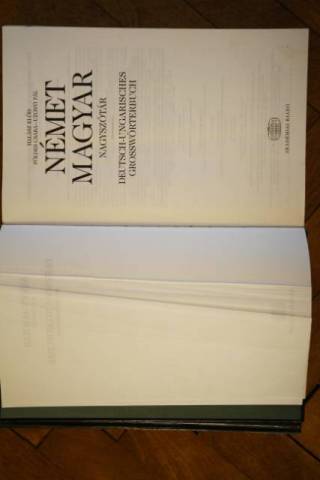 HALÁSZ ELŐD
FÖLDES CSABA · UZONYI PÁL
NÉMET
MAGYAR
NAGYSZÓTÁR
DEUTSCH-UNGARISCHES
GROSSWÖRTERBUCH
AKADÉMIAI KIADÓ